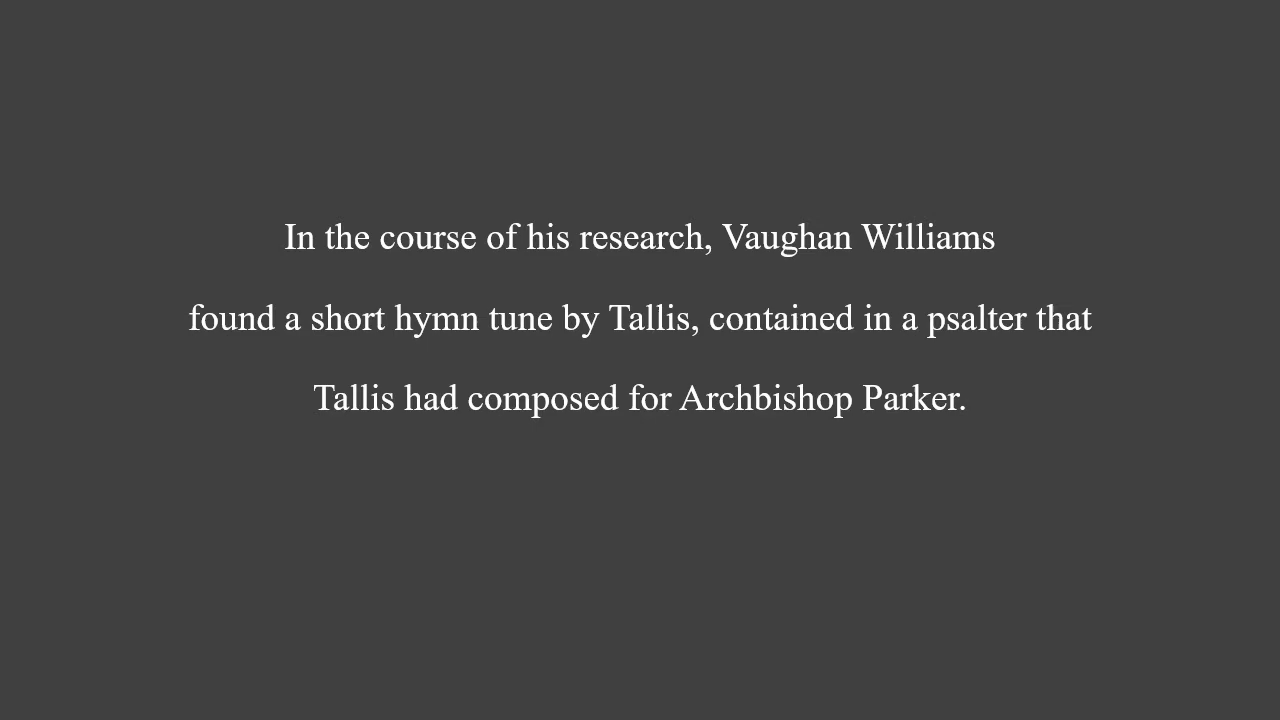 In the course of his research, Vaughan Williams
found a short hymn tune by Tallis, contained in a psalter that
Tallis had composed for Archbishop Parker.